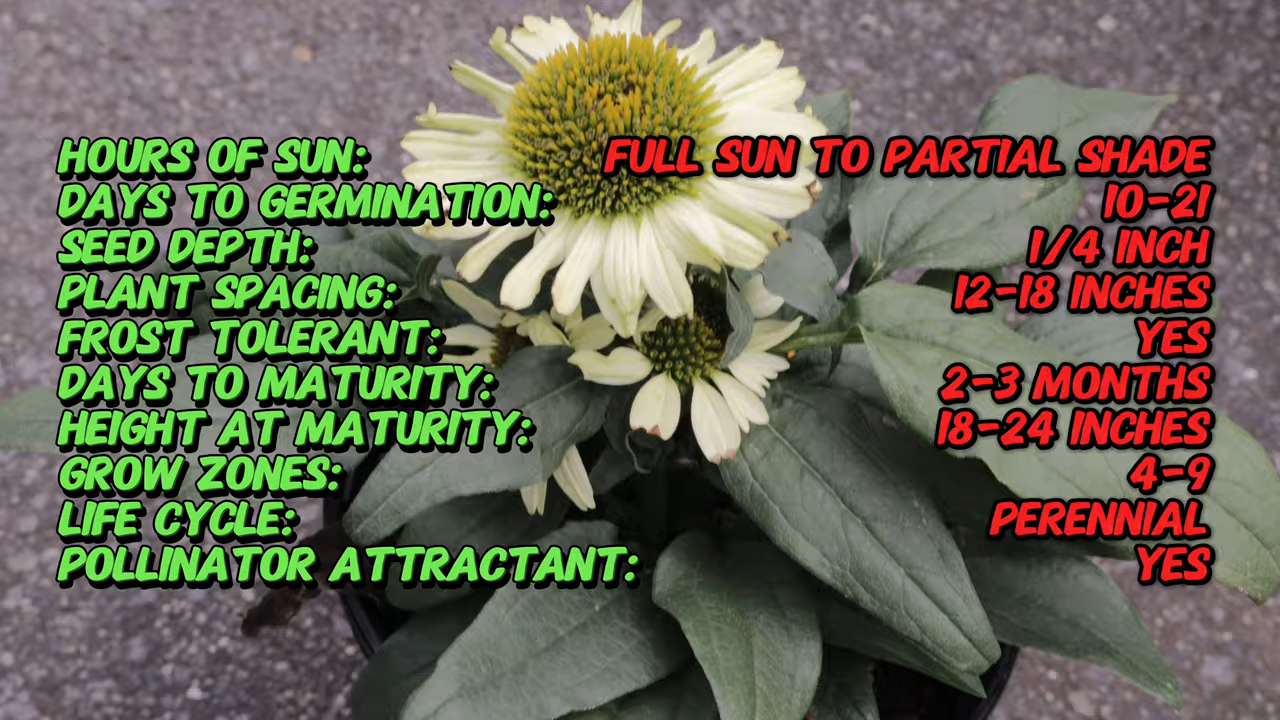 HOURS OF SUN: FULL SUN TO PARTIAL SHADE
DAYS TO GERMINATION: 10-21
SEED DEPTH: 1/4 INCH
PLANT SPACING: 12-18 INCHES
FROST TOLERANT: YES
DAYS TO MATURITY: 2-3 MONTHS
HEIGHT AT MATURITY: 18-24 INCHES
GROW ZONES: 4-9
LIFE CYCLE: PERENNIAL
POLLINATOR ATTRACTANT: YES